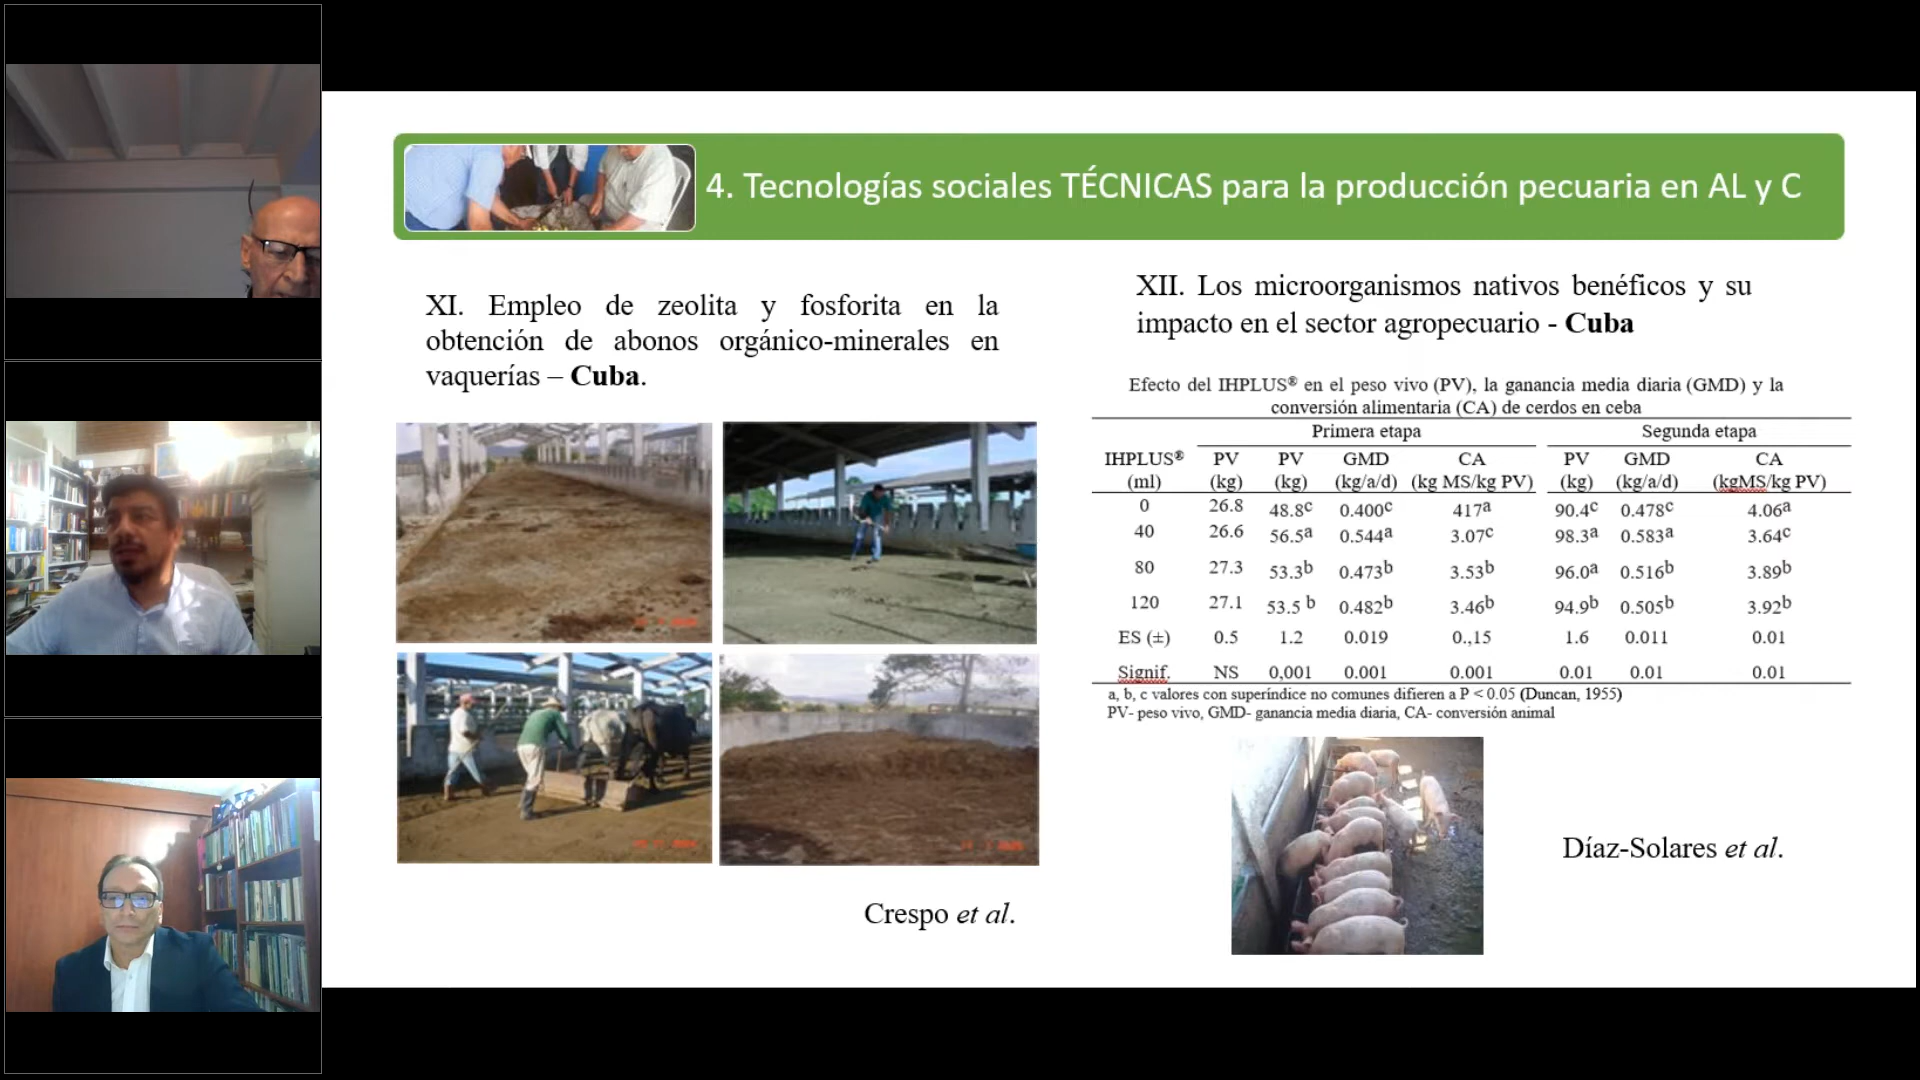 4. Tecnologías sociales TÉCNICAS para la producción pecuaria en AL y C
XI. Empleo de zeolita y fosforita en la
obtención de abonos orgánico-minerales en
vaquerías – Cuba.
Crespo et al.
XII. Los microorganismos nativos benéficos y su
impacto en el sector agropecuario - Cuba
Efecto del IHPLUS® en el peso vivo (PV), la ganancia media diaria (GMD) y la
conversión alimentaria (CA) de cerdos en ceba
Primera etapa Segunda etapa
IHPLUS® PV PV GMD CA PV GMD CA
(ml) (kg) (kg) (kg/a/d) (kg MS/kg PV) (kg) (kg/a/d) (kgMS/kg PV)
0 26.8 48.8c 0.400c 417a 90.4c 0.478c 4.06a
40 26.6 56.5a 0.544a 3.07c 98.3a 0.583a 3.64c
80 27.3 53.3b 0.473b 3.53b 96.0a 0.516b 3.89b
120 27.1 53.5 b 0.482b 3.46b 94.9b 0.505b 3.92b
ES (±) 0.5 1.2 0.019 0.,15 1.6 0.011 0.01
Signif. NS 0,001 0.001 0.001 0.01 0.01 0.01
a, b, c valores con superíndice no comunes difieren a P < 0.05 (Duncan, 1955)
PV- peso vivo, GMD- ganancia media diaria, CA- conversión animal
Díaz-Solares et al.